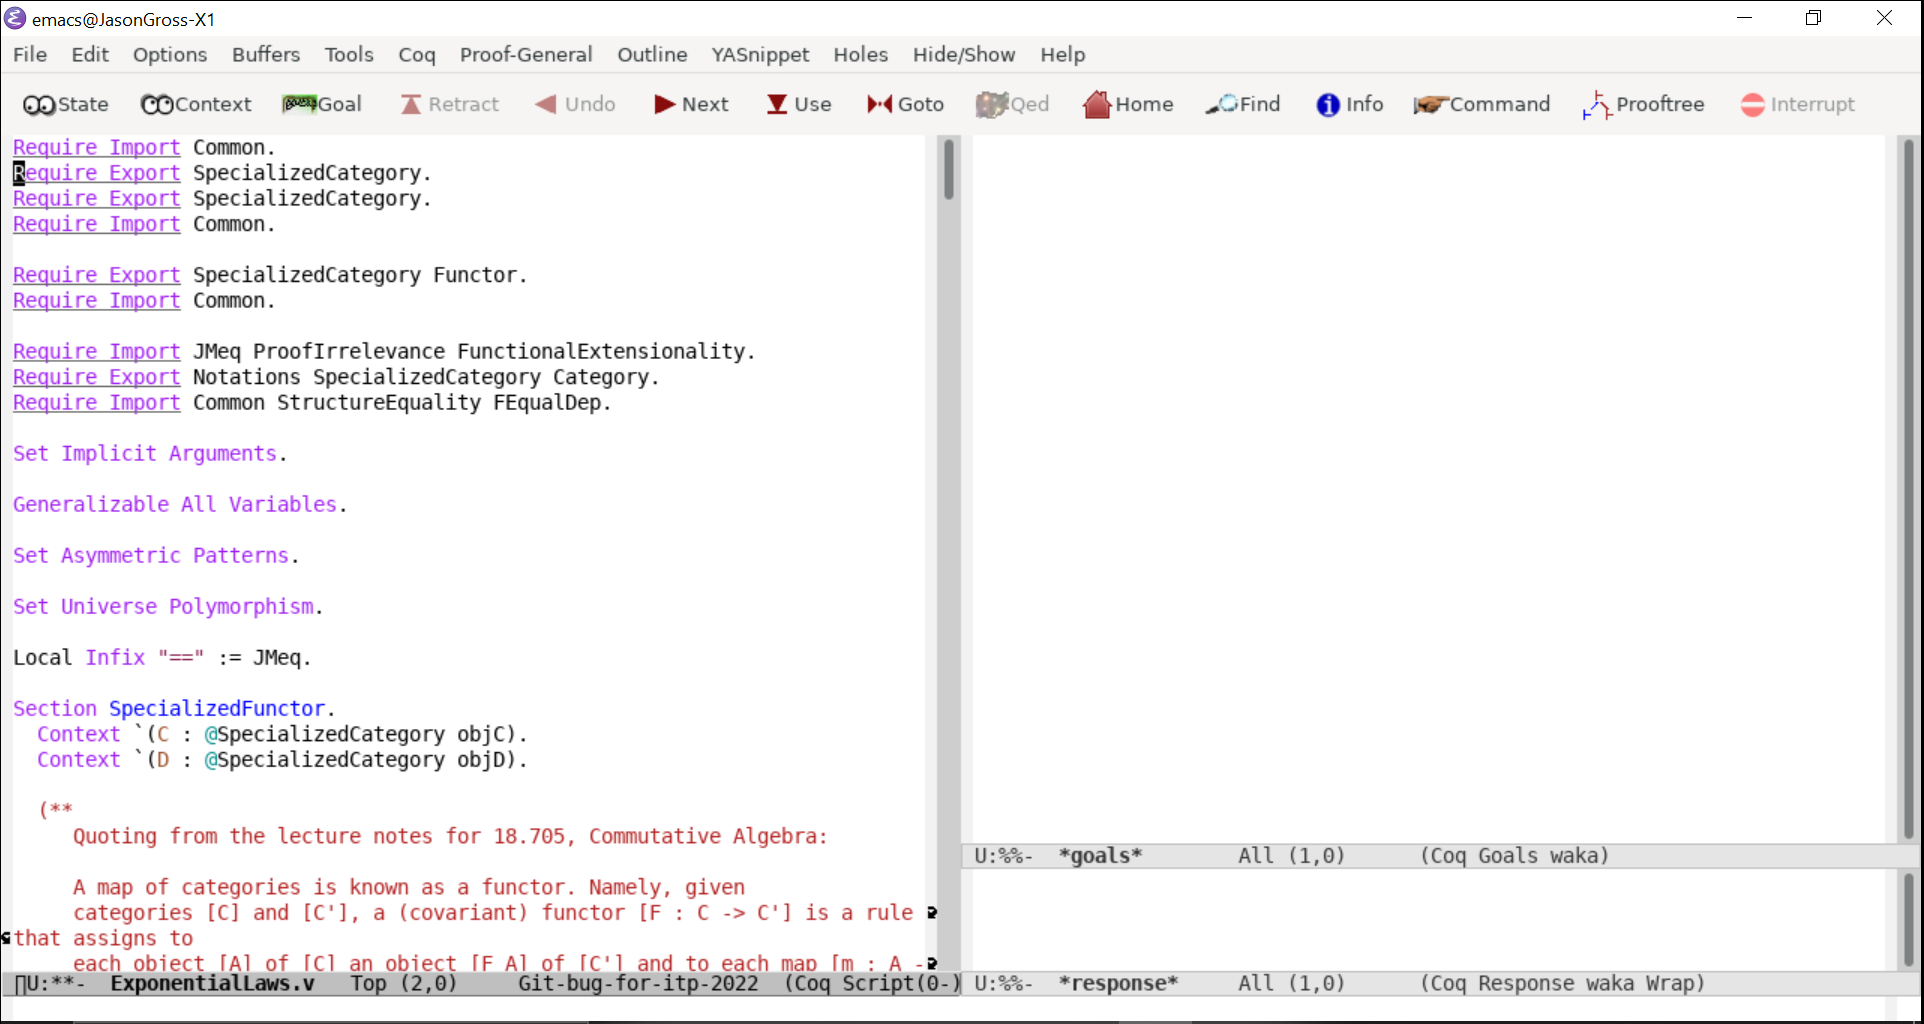 emacs@JasonGross-X1
File Edit Options Buffers Tools Coq Proof-General Outline YASnippet Holes Hide/Show Help
State Context Goal Retract Undo Next Use Goto Qed Home Find Info Command Prooftree Interrupt
Require Import Common.
Require Export SpecializedCategory.
Require Export SpecializedCategory.
Require Import Common.
Require Export SpecializedCategory Functor.
Require Import Common.
Require Import JMeq ProofIrrelevance FunctionalExtensionality.
Require Export Notations SpecializedCategory Category.
Require Import Common StructureEquality FEqualDep.
Set Implicit Arguments.
Generalizable All Variables.
Set Asymmetric Patterns.
Set Universe Polymorphism.
Local Infix "==" := JMeq.
Section SpecializedFunctor.
Context `(C : @SpecializedCategory objC).
Context `(D : @SpecializedCategory objD).
(**
Quoting from the lecture notes for 18.705, Commutative Algebra:
A map of categories is known as a functor. Namely, given
categories [C] and [C'], a (covariant) functor [F : C -> C'] is a rule
that assigns to
each object [A] of [C] an object [F A] of [C'] and to each map [m : A -
U:**- ExponentialLaws.v Top (2,0) Git-bug-for-itp-2022 (Coq Script(0-)
U:%%- *goals* All (1,0) (Coq Goals waka)
U:%%- *response* All (1,0) (Coq Response waka Wrap)